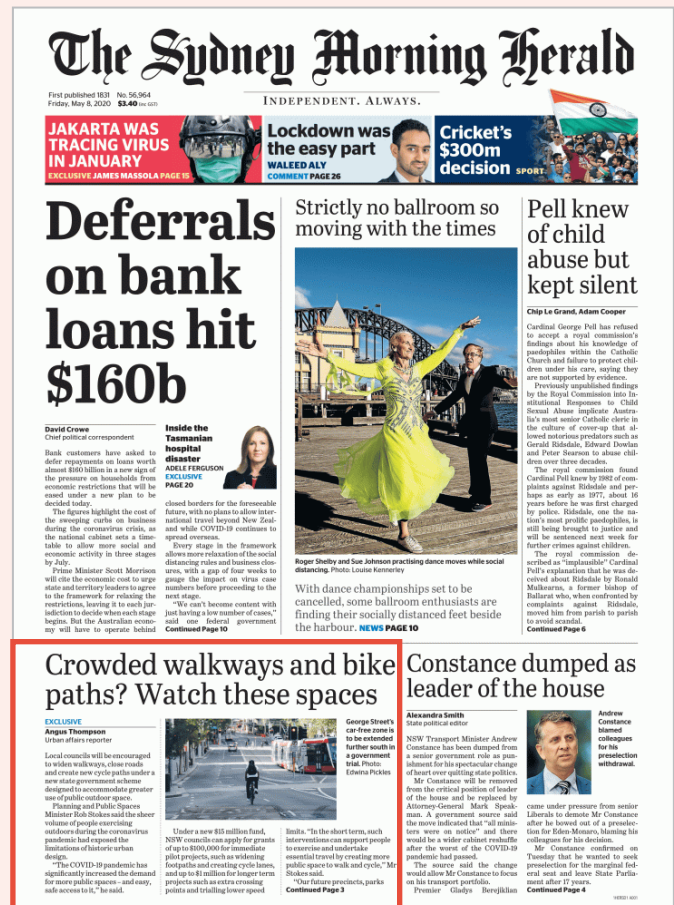 The Sydney Morning Herald
First published 1831 No. 56,964
Friday, May 8, 2020 $3.40 (inc GST)
INDEPENDENT. ALWAYS.
JAKARTA WAS
TRACING VIRUS
IN JANUARY
EXCLUSIVE JAMES MASSOLA PAGE 15
Lockdown was
the easy part
WALEED ALY
COMMENT PAGE 26
Cricket's
$300m
decision SPORT
Deferrals
on bank
loans hit
$160b
David Crowe
Chief political correspondent
Bank customers have asked to
defer repayments on loans worth
almost $160 billion in a new sign of
the pressure on households from
economic restrictions that will be
eased under a new plan to be
decided today.
The figures highlight the cost of
the sweeping curbs on business
during the coronavirus crisis, as
the national cabinet sets a time-
table to allow more social and
economic activity in three stages
by July.
Prime Minister Scott Morrison
will cite the economic cost to urge
state and territory leaders to agree
to the framework for relaxing the
restrictions, leaving it to each jur-
isdiction to decide when each stage
begins. But the Australian econo-
my will have to operate behind
Inside the
Tasmanian
hospital
disaster
ADELE FERGUSON
EXCLUSIVE
PAGE 20
closed borders for the foreseeable
future, with no plans to allow inter-
national travel beyond New Zeal-
and while COVID-19 continues to
spread overseas.
Every stage in the framework
allows more relaxation of the social
distancing rules and business clos-
ures, with a gap of four weeks to
gauge the impact on virus case
numbers before proceeding to the
next stage.
"We can't become content with
just having a low number of cases,"
said one federal government
Continued Page 10
Strictly no ballroom so
moving with the times
Roger Shelby and Sue Johnson practising dance moves while social
distancing. Photo: Louise Kennerley
With dance championships set to be
cancelled, some ballroom enthusiasts are
finding their socially distanced feet beside
the harbour. NEWS PAGE 10
Pell knew
of child
abuse but
kept silent
Chip Le Grand, Adam Cooper
Cardinal George Pell has refused
to accept a royal commission's
findings about his knowledge of
paedophiles within the Catholic
Church and failure to protect child-
ren under his care, saying they
are not supported by evidence.
Previously unpublished findings
by the Royal Commission into In-
stitutional Responses to Child
Sexual Abuse implicate Austra-
lia's most senior Catholic cleric in
the culture of cover-up that al-
lowed notorious predators such as
Gerald Ridsdale, Edward Dowlan
and Peter Searson to abuse child-
ren over three decades.
The royal commission found
Cardinal Pell knew by 1982 of com-
plaints against Ridsdale and per-
haps as early as 1977, about 16
years before he was first charged
by police. Ridsdale, one the na-
tion's most prolific paedophiles, is
still being brought to justice and
will be sentenced next week for
further crimes against children.
The royal commission de-
scribed as "implausible" Cardinal
Pell's explanation that he was de-
ceived about Ridsdale by Ronald
Mulkearns, a former bishop of
Ballarat who, when confronted by
complaints against Ridsdale,
moved him from parish to parish
to avoid scandal.
Continued Page 6
Crowded walkways and bike
paths? Watch these spaces
EXCLUSIVE
Angus Thompson
Urban affairs reporter
Local councils will be encouraged
to widen walkways, close roads
and create new cycle paths under a
new state government scheme
designed to accommodate greater
use of public outdoor space.
Planning and Public Spaces
Minister Rob Stokes said the sheer
volume of people exercising
outdoors during the coronavirus
pandemic had exposed the
limitations of historic urban
design.
"The COVID-19 pandemic has
significantly increased the demand
for more public spaces – and easy,
safe access to it," he said.
George Street's
car-free zone is
to be extended
further south in
a government
trial. Photo:
Edwina Pickles
Under a new $15 million fund,
NSW councils can apply for grants
of up to $100,000 for immediate
pilot projects, such as widening
footpaths and creating cycle lanes,
and up to $1 million for longer term
projects such as extra crossing
points and trialling lower speed
limits. "In the short term, such
interventions can support people
to exercise and undertake
essential travel by creating more
public space to walk and cycle," Mr
Stokes said.
"Our future precincts, parks
Continued Page 3
Constance dumped as
leader of the house
Alexandra Smith
State political editor
NSW Transport Minister Andrew
Constance has been dumped from
a senior government role as pun-
ishment for his spectacular change
of heart over quitting state politics.
Mr Constance will be removed
from the critical position of leader
of the house and be replaced by
Attorney-General Mark Speak-
man. A government source said
the move indicated that "all minis-
ters were on notice" and there
would be a wider cabinet reshuffle
after the worst of the COVID-19
pandemic had passed.
The source said the change
would allow Mr Constance to focus
on his transport portfolio.
Premier Gladys Berejiklian
Andrew
Constance
blamed
colleagues
for his
preselection
withdrawal.
came under pressure from senior
Liberals to demote Mr Constance
after he bowed out of a preselec-
tion for Eden-Monaro, blaming his
colleagues for his decision.
Mr Constance confirmed on
Tuesday that he wanted to seek
preselection for the marginal fed-
eral seat and leave State Parlia-
ment after 17 years.
Continued Page 4